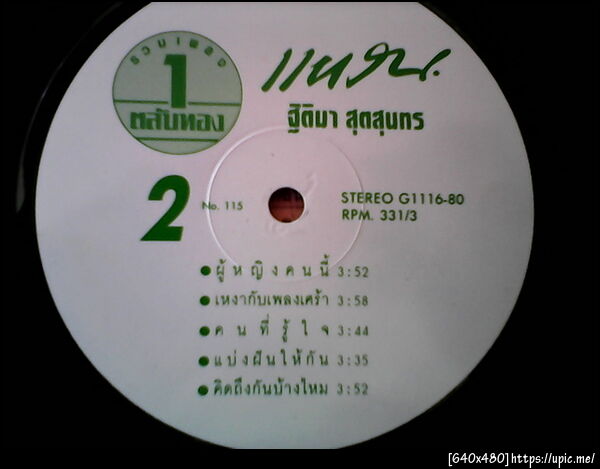 รวมเพลง
1
ตลับทอง
แหวน
ฐิติมา สุตสุนทร
2
No. 115
STEREO G1116-80
RPM. 331/3
ผู้หญิงคนนี้ 3:52
เหงากับเพลงเศร้า 3:58
คนที่รู้ใจ 3:44
แบ่งฝันให้กัน 3:35
คิดถึงกันบ้างไหม 3:52
[640x480]https://upic.me/